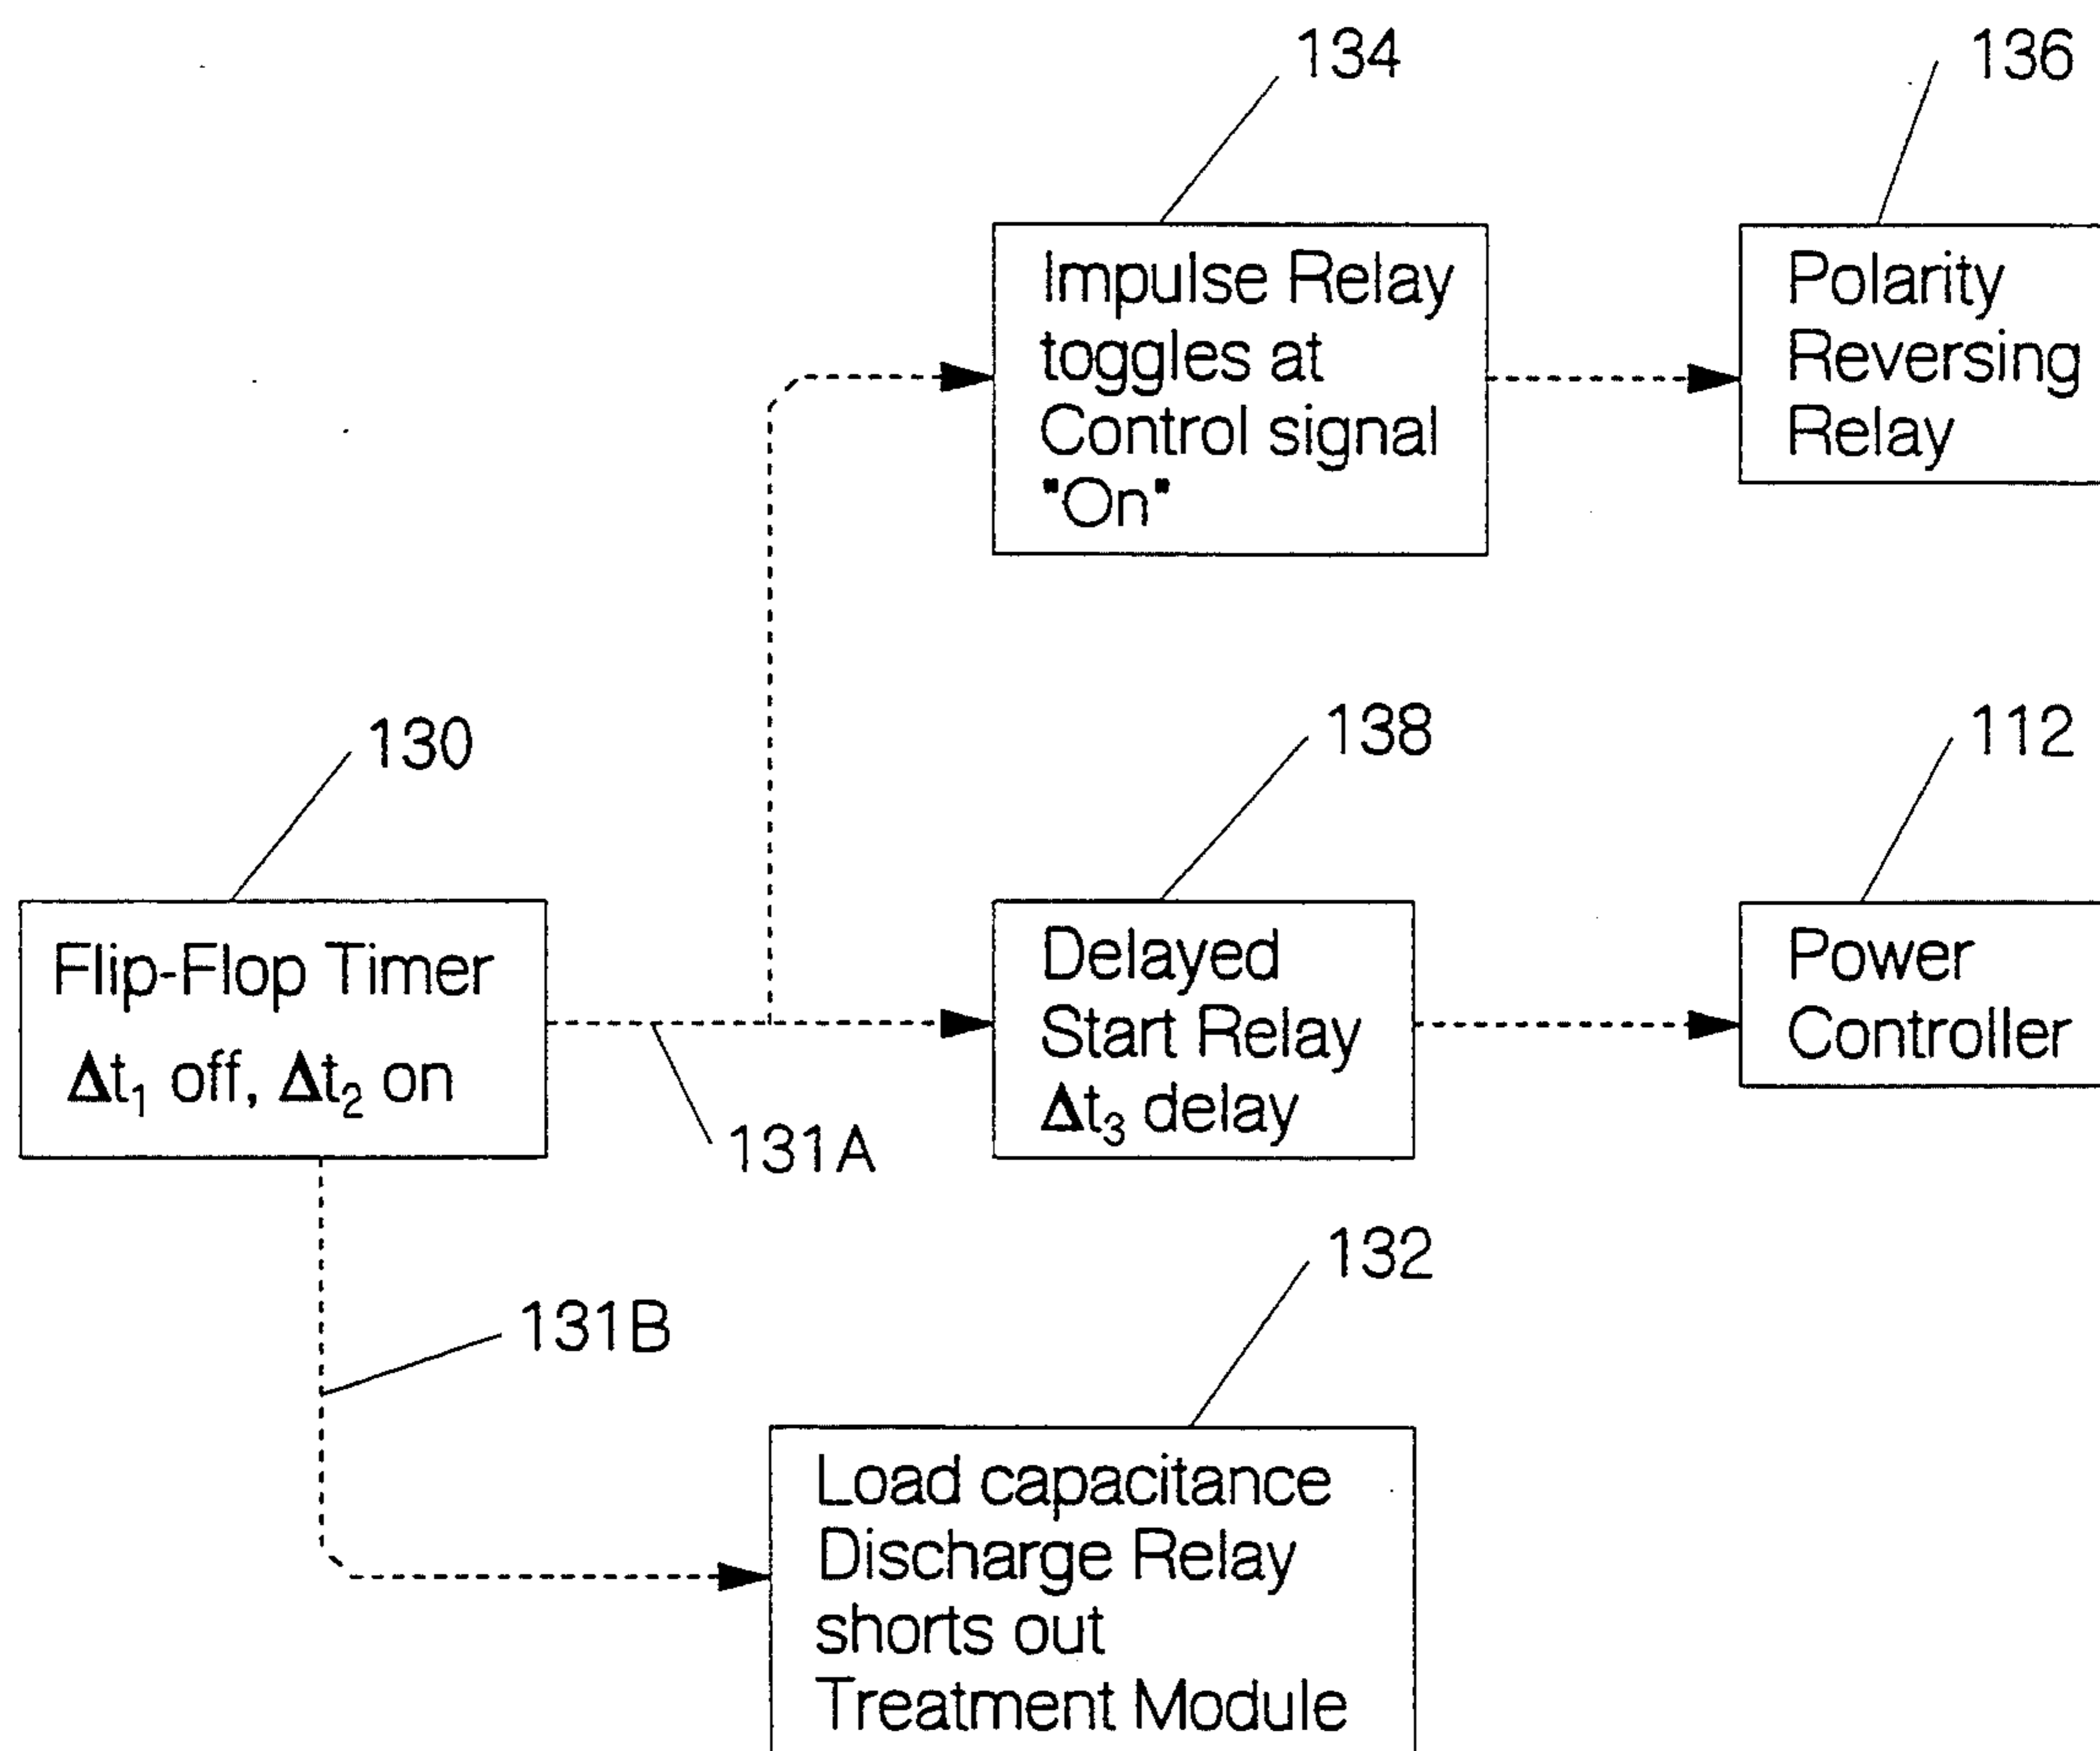 134
136
Impulse Relay
toggles at
Control signal
"On"
Polarity
Reversing
Relay
130
138
112
Flip-Flop Timer
Δt₁ off, Δt₂ on
131A
Delayed
Start Relay
Δt₃ delay
Power
Controller
131B
132
Load capacitance
Discharge Relay
shorts out
Treatment Module